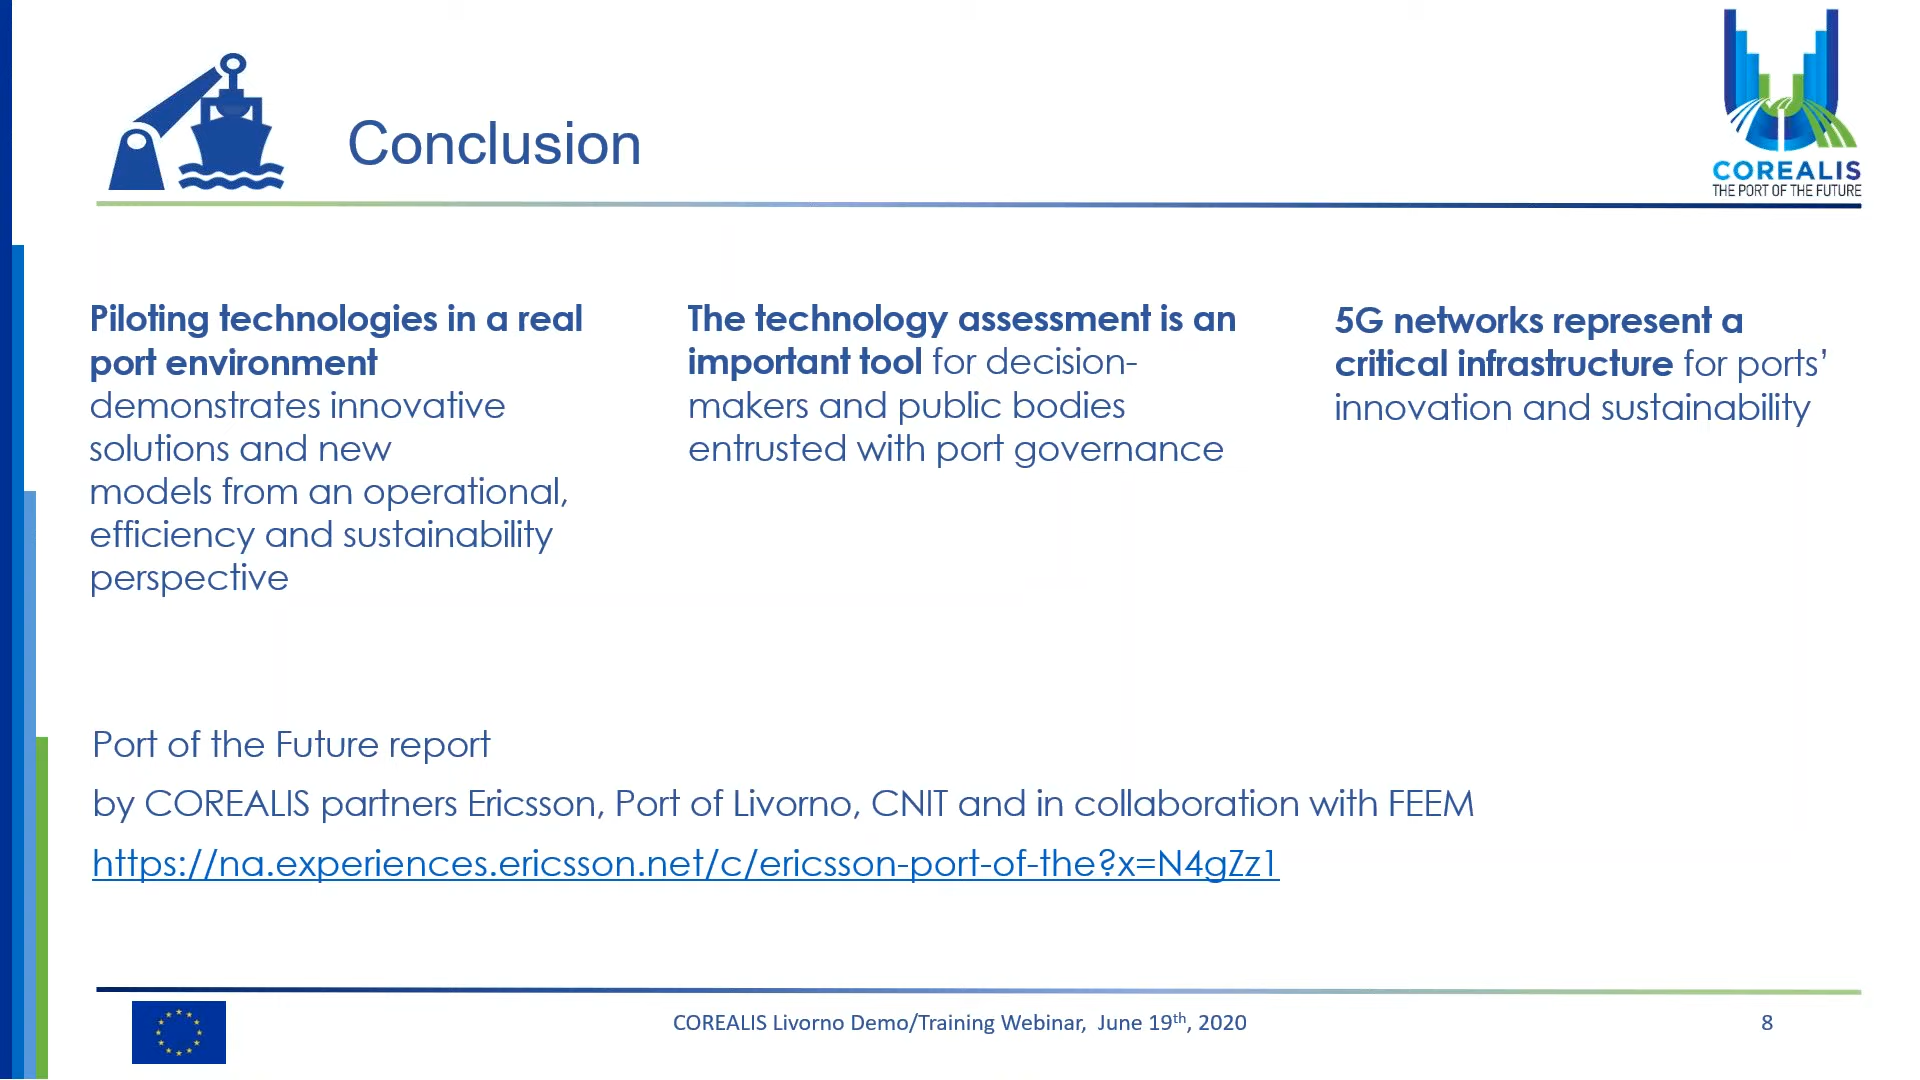 Conclusion
COREALIS
THE PORT OF THE FUTURE
Piloting technologies in a real
port environment
demonstrates innovative
solutions and new
models from an operational,
efficiency and sustainability
perspective
The technology assessment is an
important tool for decision-
makers and public bodies
entrusted with port governance
5G networks represent a
critical infrastructure for ports’
innovation and sustainability
Port of the Future report
by COREALIS partners Ericsson, Port of Livorno, CNIT and in collaboration with FEEM
https://na.experiences.ericsson.net/c/ericsson-port-of-the?x=N4gZz1
COREALIS Livorno Demo/Training Webinar, June 19th, 2020
8